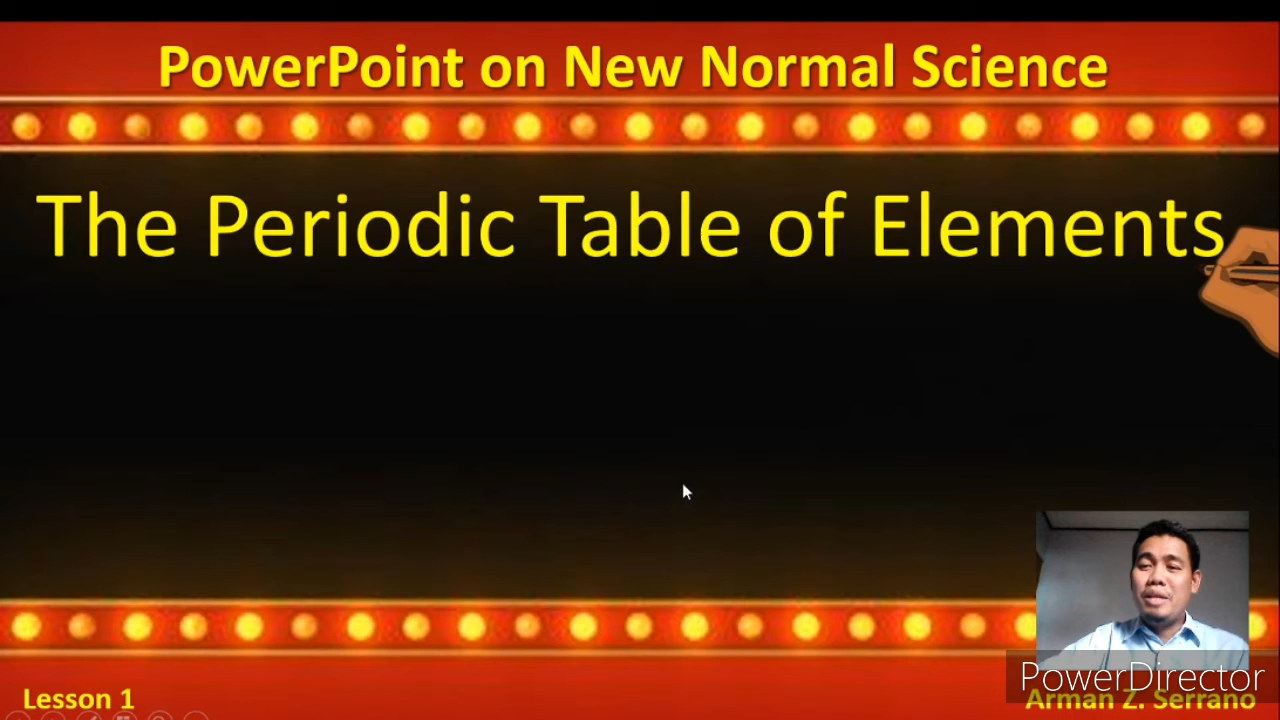 PowerPoint on New Normal Science
The Periodic Table of Elements
PowerDirector
Lesson 1
Arman Z. Serrano